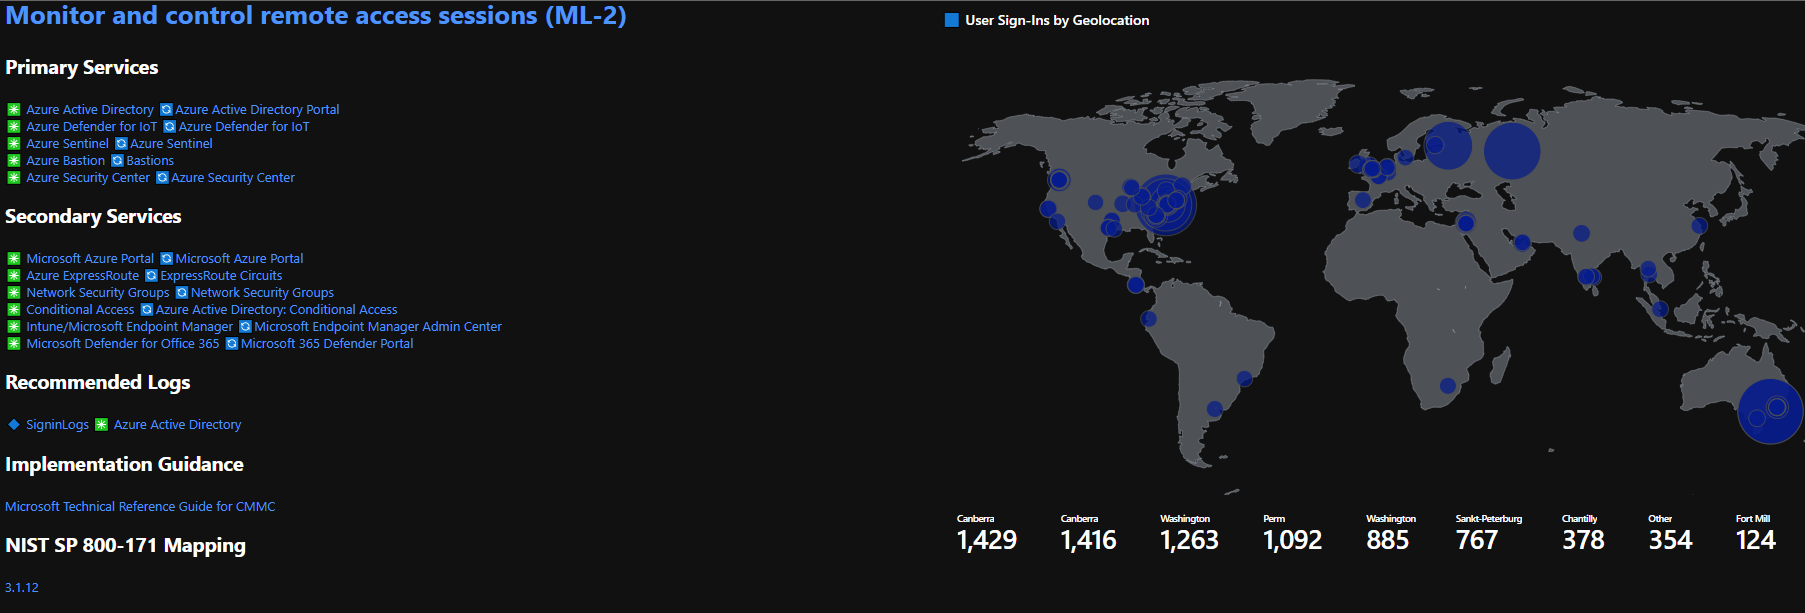 Monitor and control remote access sessions (ML-2)
Primary Services
Azure Active Directory Azure Active Directory Portal
Azure Defender for IoT Azure Defender for IoT
Azure Sentinel Azure Sentinel
Azure Bastion Bastions
Azure Security Center Azure Security Center
Secondary Services
Microsoft Azure Portal Microsoft Azure Portal
Azure ExpressRoute ExpressRoute Circuits
Network Security Groups Network Security Groups
Conditional Access Azure Active Directory: Conditional Access
Intune/Microsoft Endpoint Manager Microsoft Endpoint Manager Admin Center
Microsoft Defender for Office 365 Microsoft 365 Defender Portal
Recommended Logs
SigninLogs Azure Active Directory
Implementation Guidance
Microsoft Technical Reference Guide for CMMC
NIST SP 800-171 Mapping
3.1.12
User Sign-Ins by Geolocation
Canberra Canberra Washington Perm Washington Sankt-Peterburg Chantilly Other Fort Mill
1,429 1,416 1,263 1,092 885 767 378 354 124